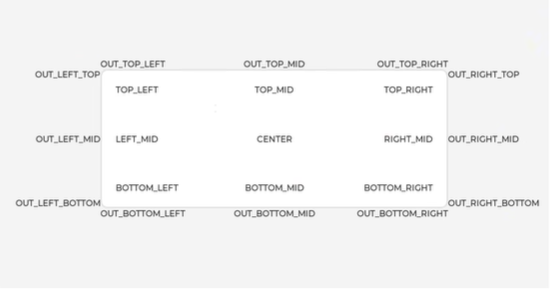 OUT_TOP_LEFT OUT_TOP_MID OUT_TOP_RIGHT
OUT_LEFT_TOP OUT_RIGHT_TOP
TOP_LEFT TOP_MID TOP_RIGHT
OUT_LEFT_MID LEFT_MID CENTER RIGHT_MID OUT_RIGHT_MID
BOTTOM_LEFT BOTTOM_MID BOTTOM_RIGHT
OUT_LEFT_BOTTOM OUT_RIGHT_BOTTOM
OUT_BOTTOM_LEFT OUT_BOTTOM_MID OUT_BOTTOM_RIGHT